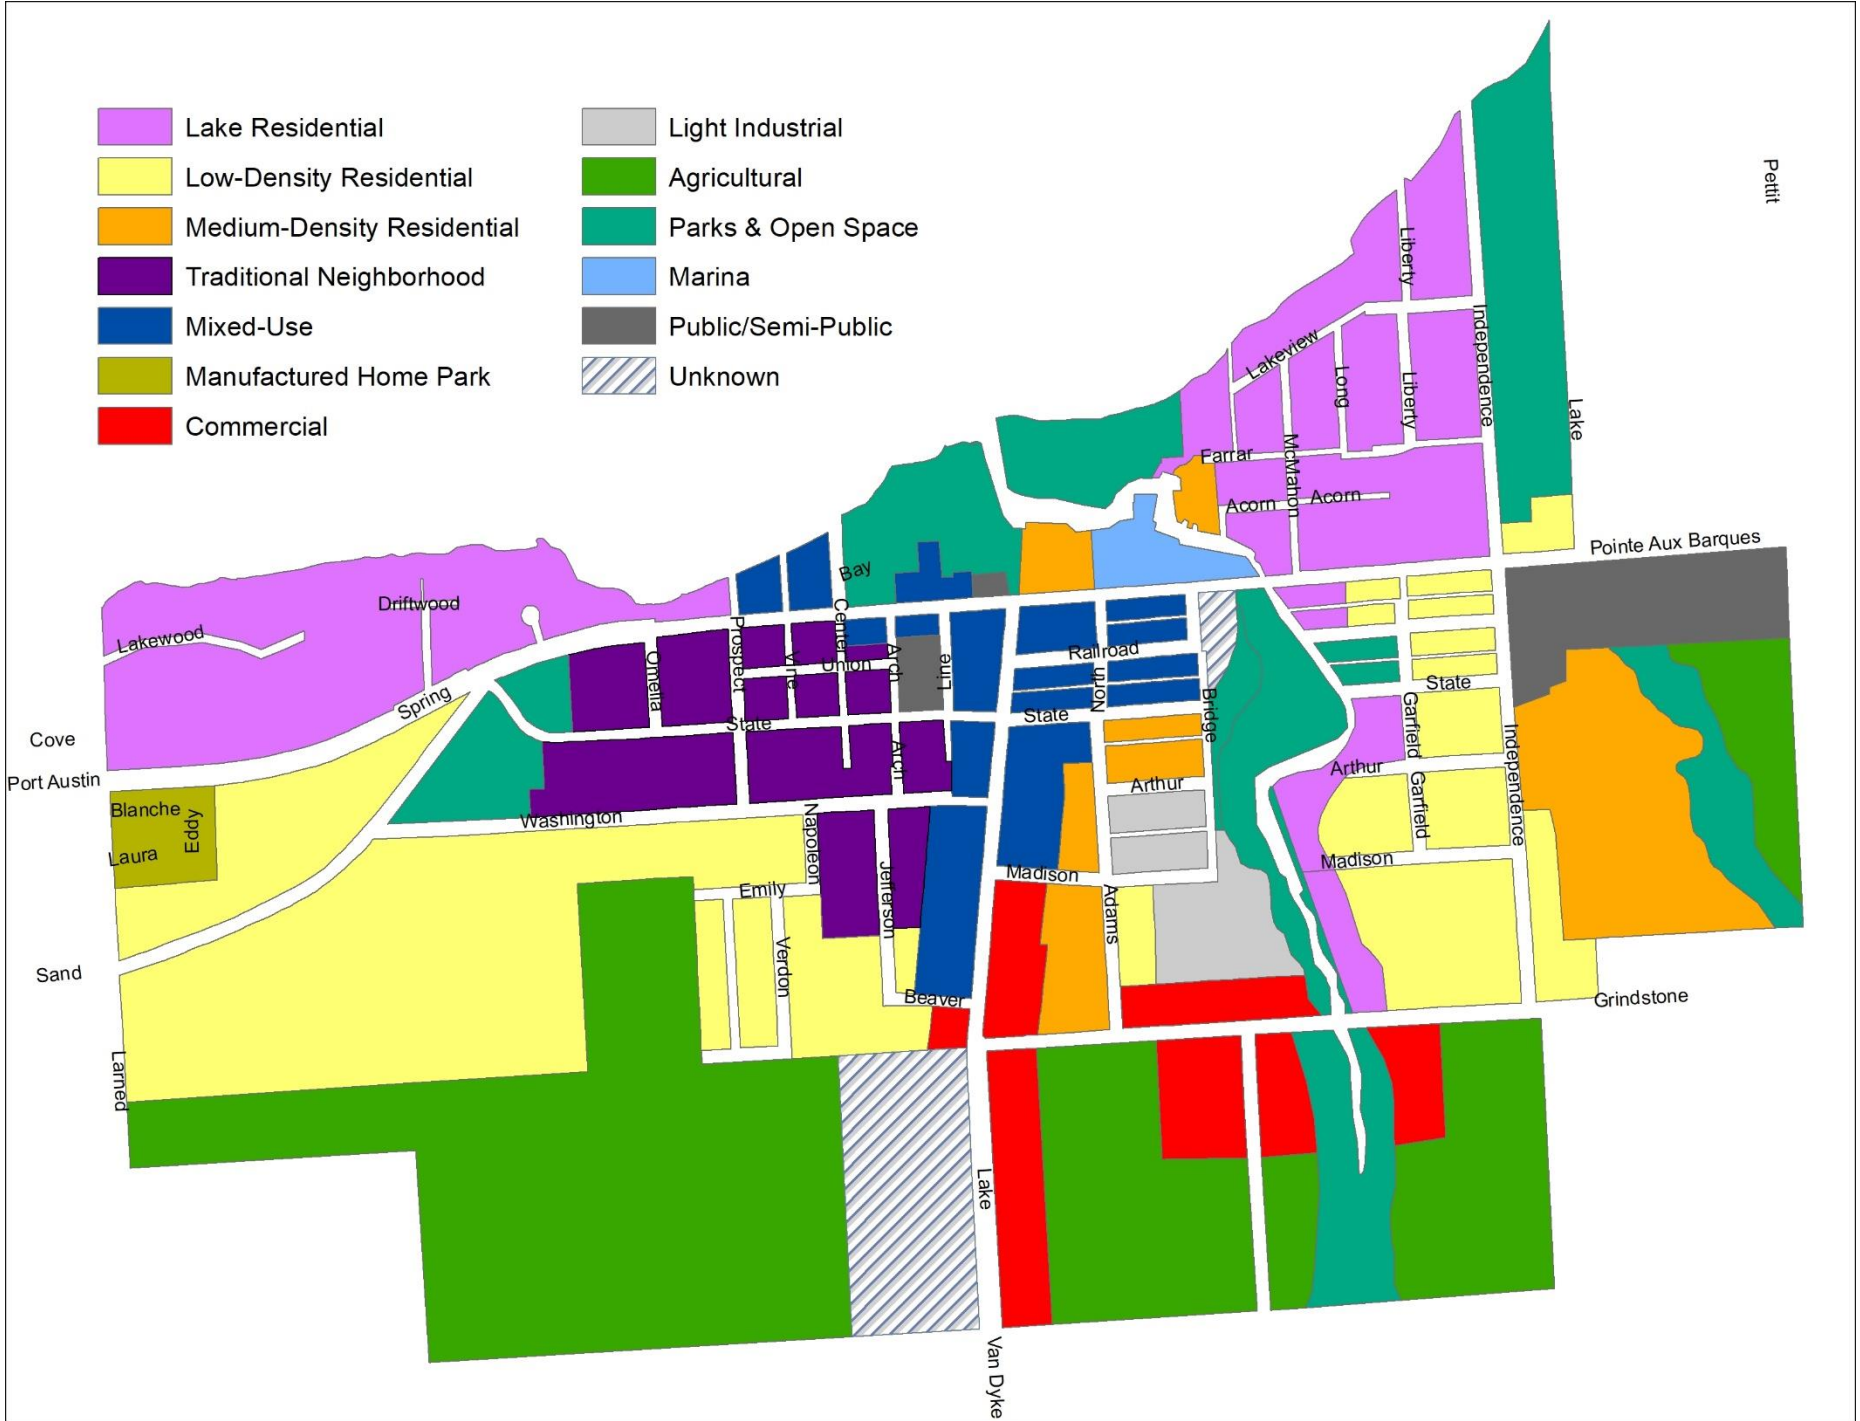 Lake Residential
Low-Density Residential
Medium-Density Residential
Traditional Neighborhood
Mixed-Use
Manufactured Home Park
Commercial
Light Industrial
Agricultural
Parks & Open Space
Marina
Public/Semi-Public
Unknown
Pettit
Liberty
Independence
Lakeview
Long
Liberty
Lake
McMahon
Farrar
Acorn
Acorn
Pointe Aux Barques
Bay
Driftwood
Lakewood
Center
Prospect
Vine
Union
Arch
Line
Omelia
Railroad
North
Bridge
Spring
State
State
State
Garfield
Independence
Cove
Port Austin
Arch
Arthur
Arthur
Garfield
Blanche
Eddy
Laura
Washington
Napoleon
Jefferson
Madison
Madison
Emily
Adams
Verdon
Sand
Beaver
Grindstone
Larned
Lake
Van Dyke